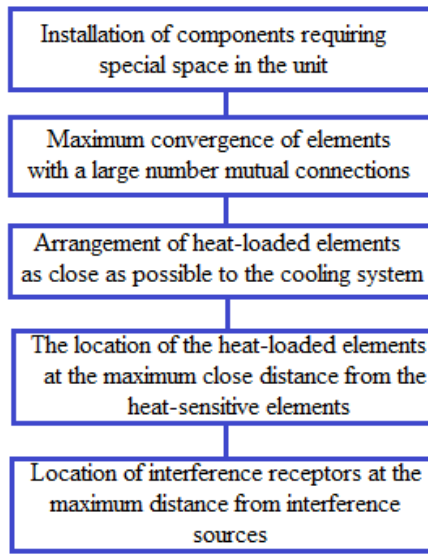 Installation of components requiring
special space in the unit
Maximum convergence of elements
with a large number mutual connections
Arrangement of heat-loaded elements
as close as possible to the cooling system
The location of the heat-loaded elements
at the maximum close distance from the
heat-sensitive elements
Location of interference receptors at the
maximum distance from interference
sources